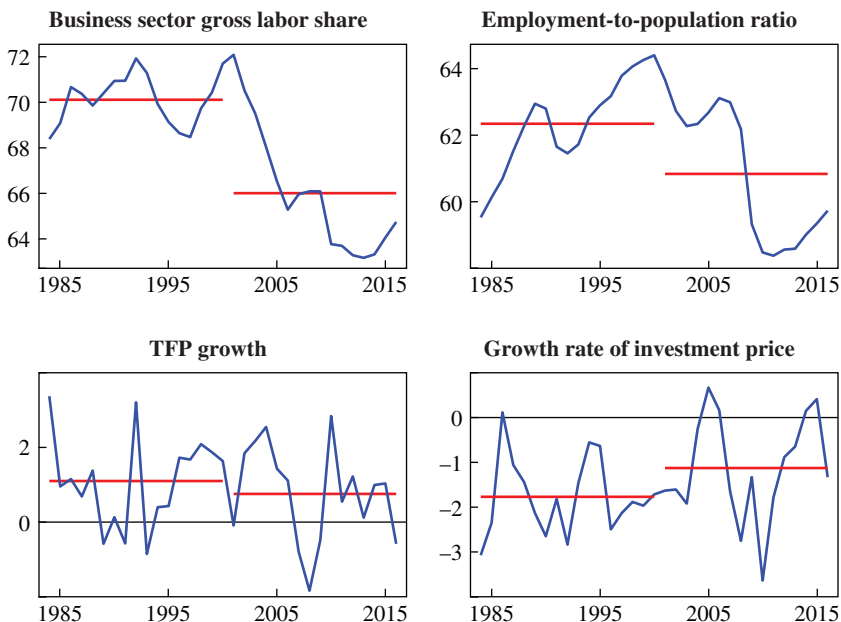 Business sector gross labor share
72
70
68
66
64
1985 1995 2005 2015
Employment-to-population ratio
64
62
60
1985 1995 2005 2015
TFP growth
2
0
1985 1995 2005 2015
Growth rate of investment price
0
−1
−2
−3
1985 1995 2005 2015